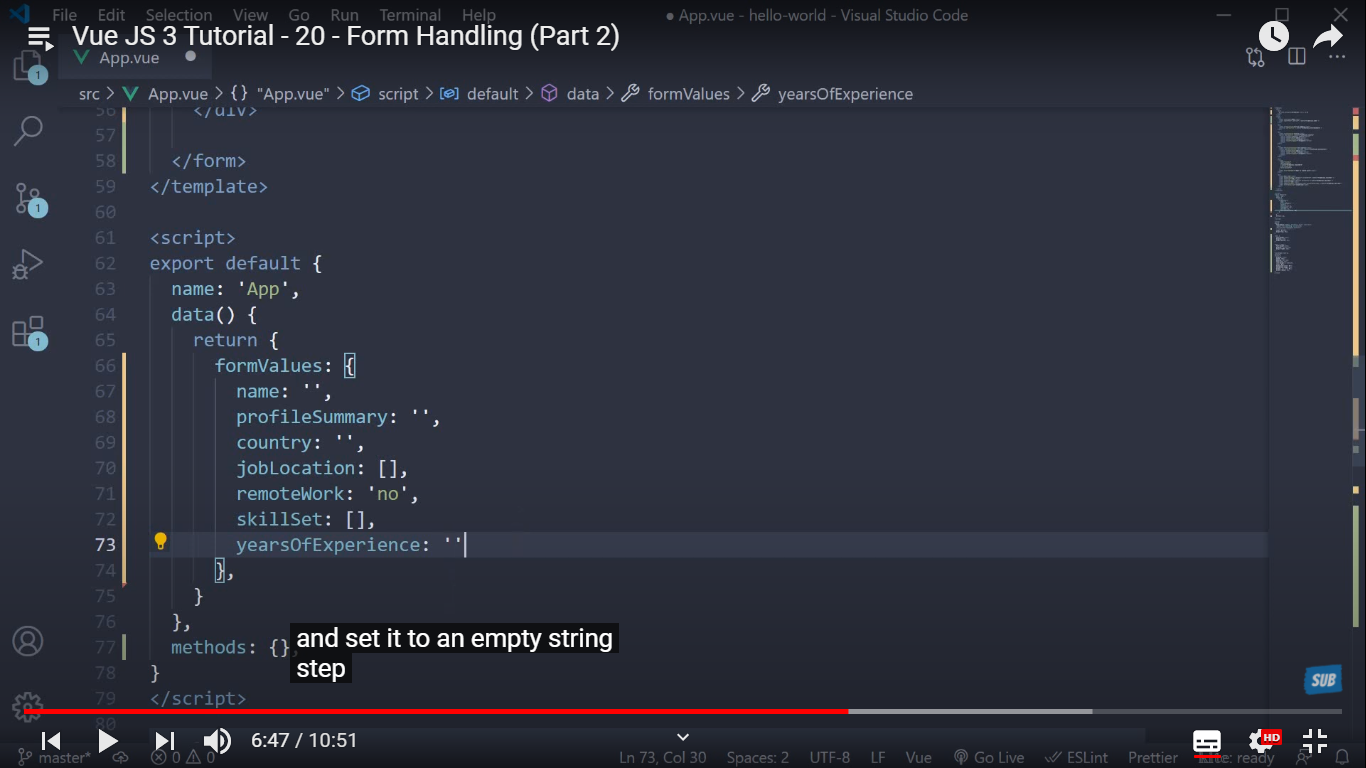 File Edit Selection View Go Run Terminal Help ● App.vue - hello-world - Visual Studio Code
Vue JS 3 Tutorial - 20 - Form Handling (Part 2)
App.vue
src > App.vue > {} "App.vue" > script > default > data > formValues > yearsOfExperience
56 </div>
57
58 </form>
59 </template>
60
61 <script>
62 export default {
63 name: 'App',
64 data() {
65 return {
66 formValues: {
67 name: '',
68 profileSummary: '',
69 country: '',
70 jobLocation: [],
71 remoteWork: 'no',
72 skillSet: [],
73 yearsOfExperience: ''
74 },
75 }
76 },
77 methods: {},
78 }
79 </script>
80
1
1
1
and set it to an empty string
step
SUB
6:47 / 10:51
HD
master* 0 0 Ln 73, Col 30 Spaces: 2 UTF-8 LF Vue Go Live ESLint Prettier ready